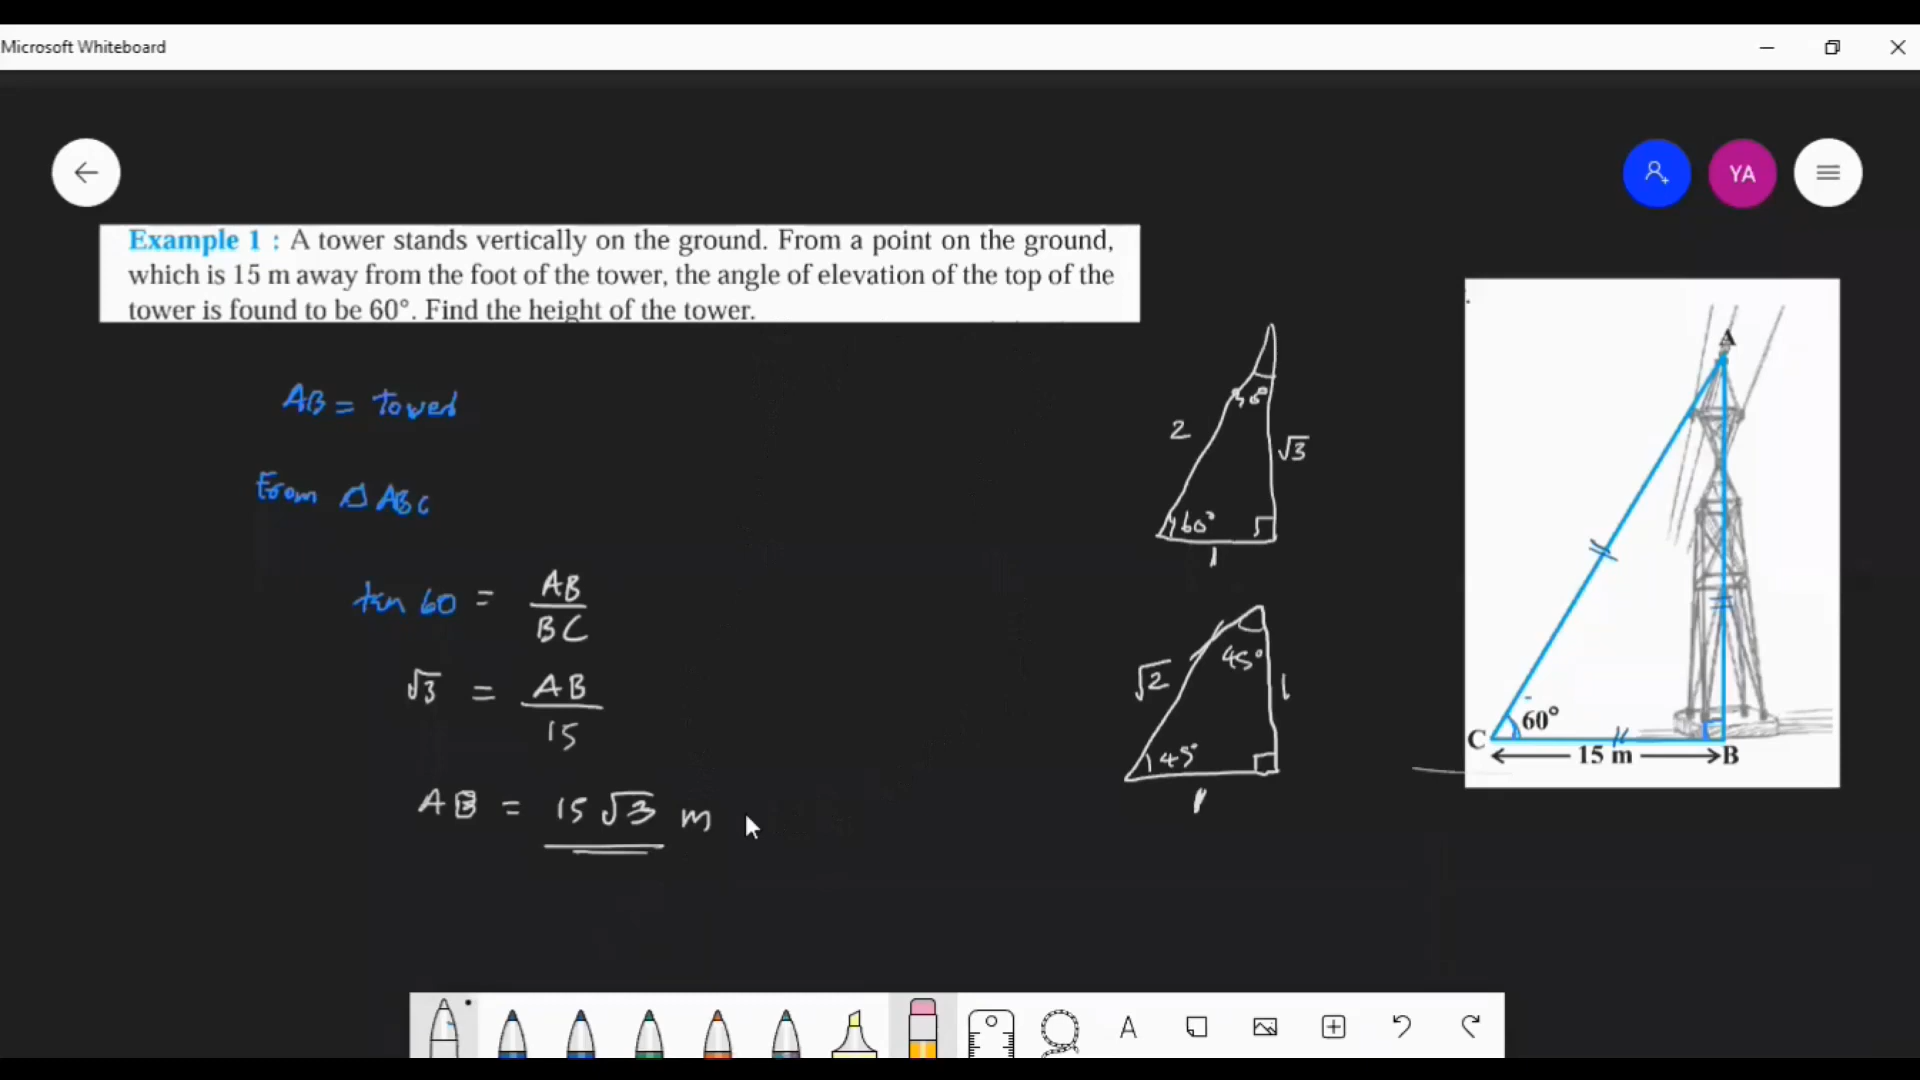 Microsoft Whiteboard
YA
Example 1 : A tower stands vertically on the ground. From a point on the ground,
which is 15 m away from the foot of the tower, the angle of elevation of the top of the
tower is found to be 60°. Find the height of the tower.
AB = Tower
From △ ABC
tan 60 = AB
BC
√3 = AB
15
AB = 15 √3 m
30°
2
√3
60°
1
45°
√2
1
45°
1
A
60°
C
15 m
B
A